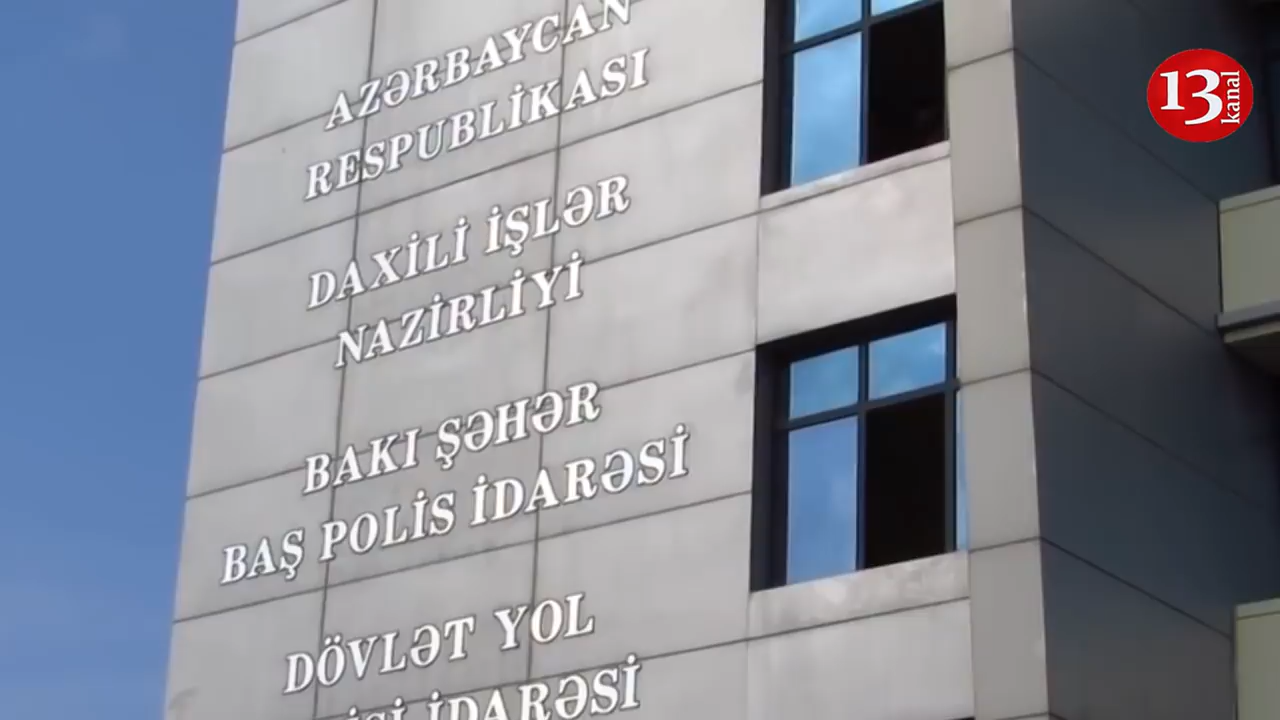 AZƏRBAYCAN
RESPUBLİKASI
DAXİLİ İŞLƏR
NAZİRLİYİ
BAKI ŞƏHƏR
BAŞ POLİS İDARƏSİ
DÖVLƏT YOL
İDARƏSİ
13 kanal